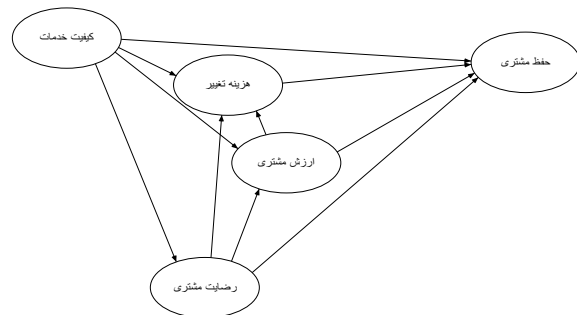 کیفیت خدمات
حفظ مشتری
هزینه تغییر
ارزش مشتری
رضایت مشتری